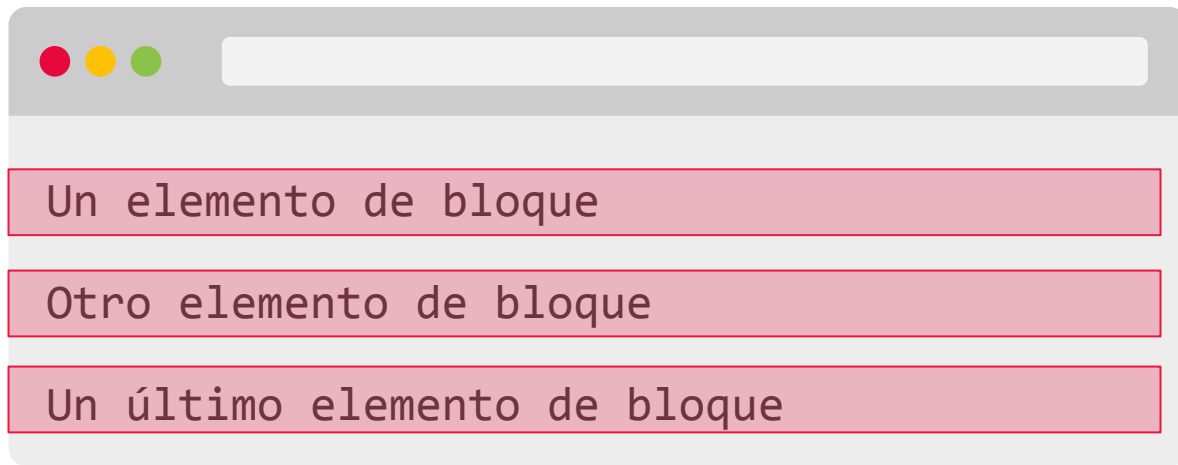 Un elemento de bloque
Otro elemento de bloque
Un último elemento de bloque